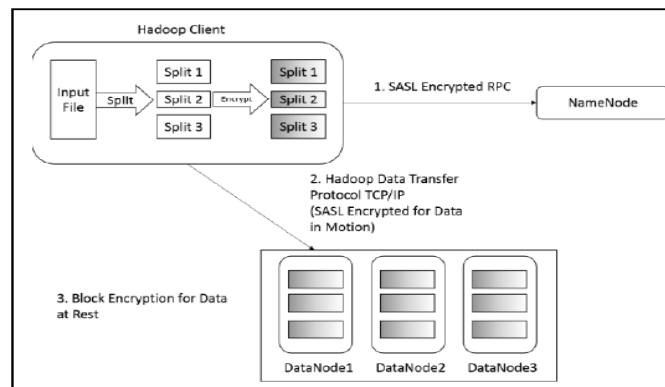 Hadoop Client
Input
File
Split
Split 1
Split 2
Split 3
Encrypt
Split 1
Split 2
Split 3
1. SASL Encrypted RPC
NameNode
2. Hadoop Data Transfer
Protocol TCP/IP
(SASL Encrypted for Data
in Motion)
3. Block Encryption for Data
at Rest
DataNode1
DataNode2
DataNode3